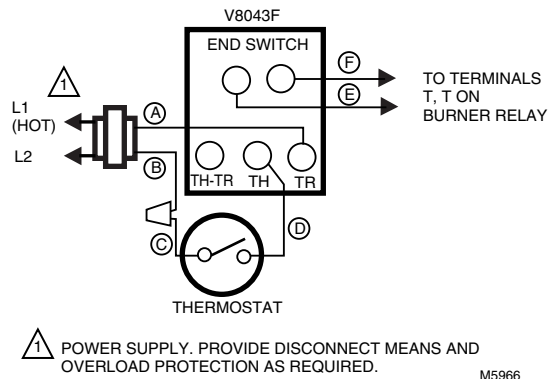 V8043F
END SWITCH
F
E
TO TERMINALS
T, T ON
BURNER RELAY
1
L1
(HOT)
L2
A
B
TH-TR TH TR
C
D
THERMOSTAT
1 POWER SUPPLY. PROVIDE DISCONNECT MEANS AND
OVERLOAD PROTECTION AS REQUIRED.
M5966